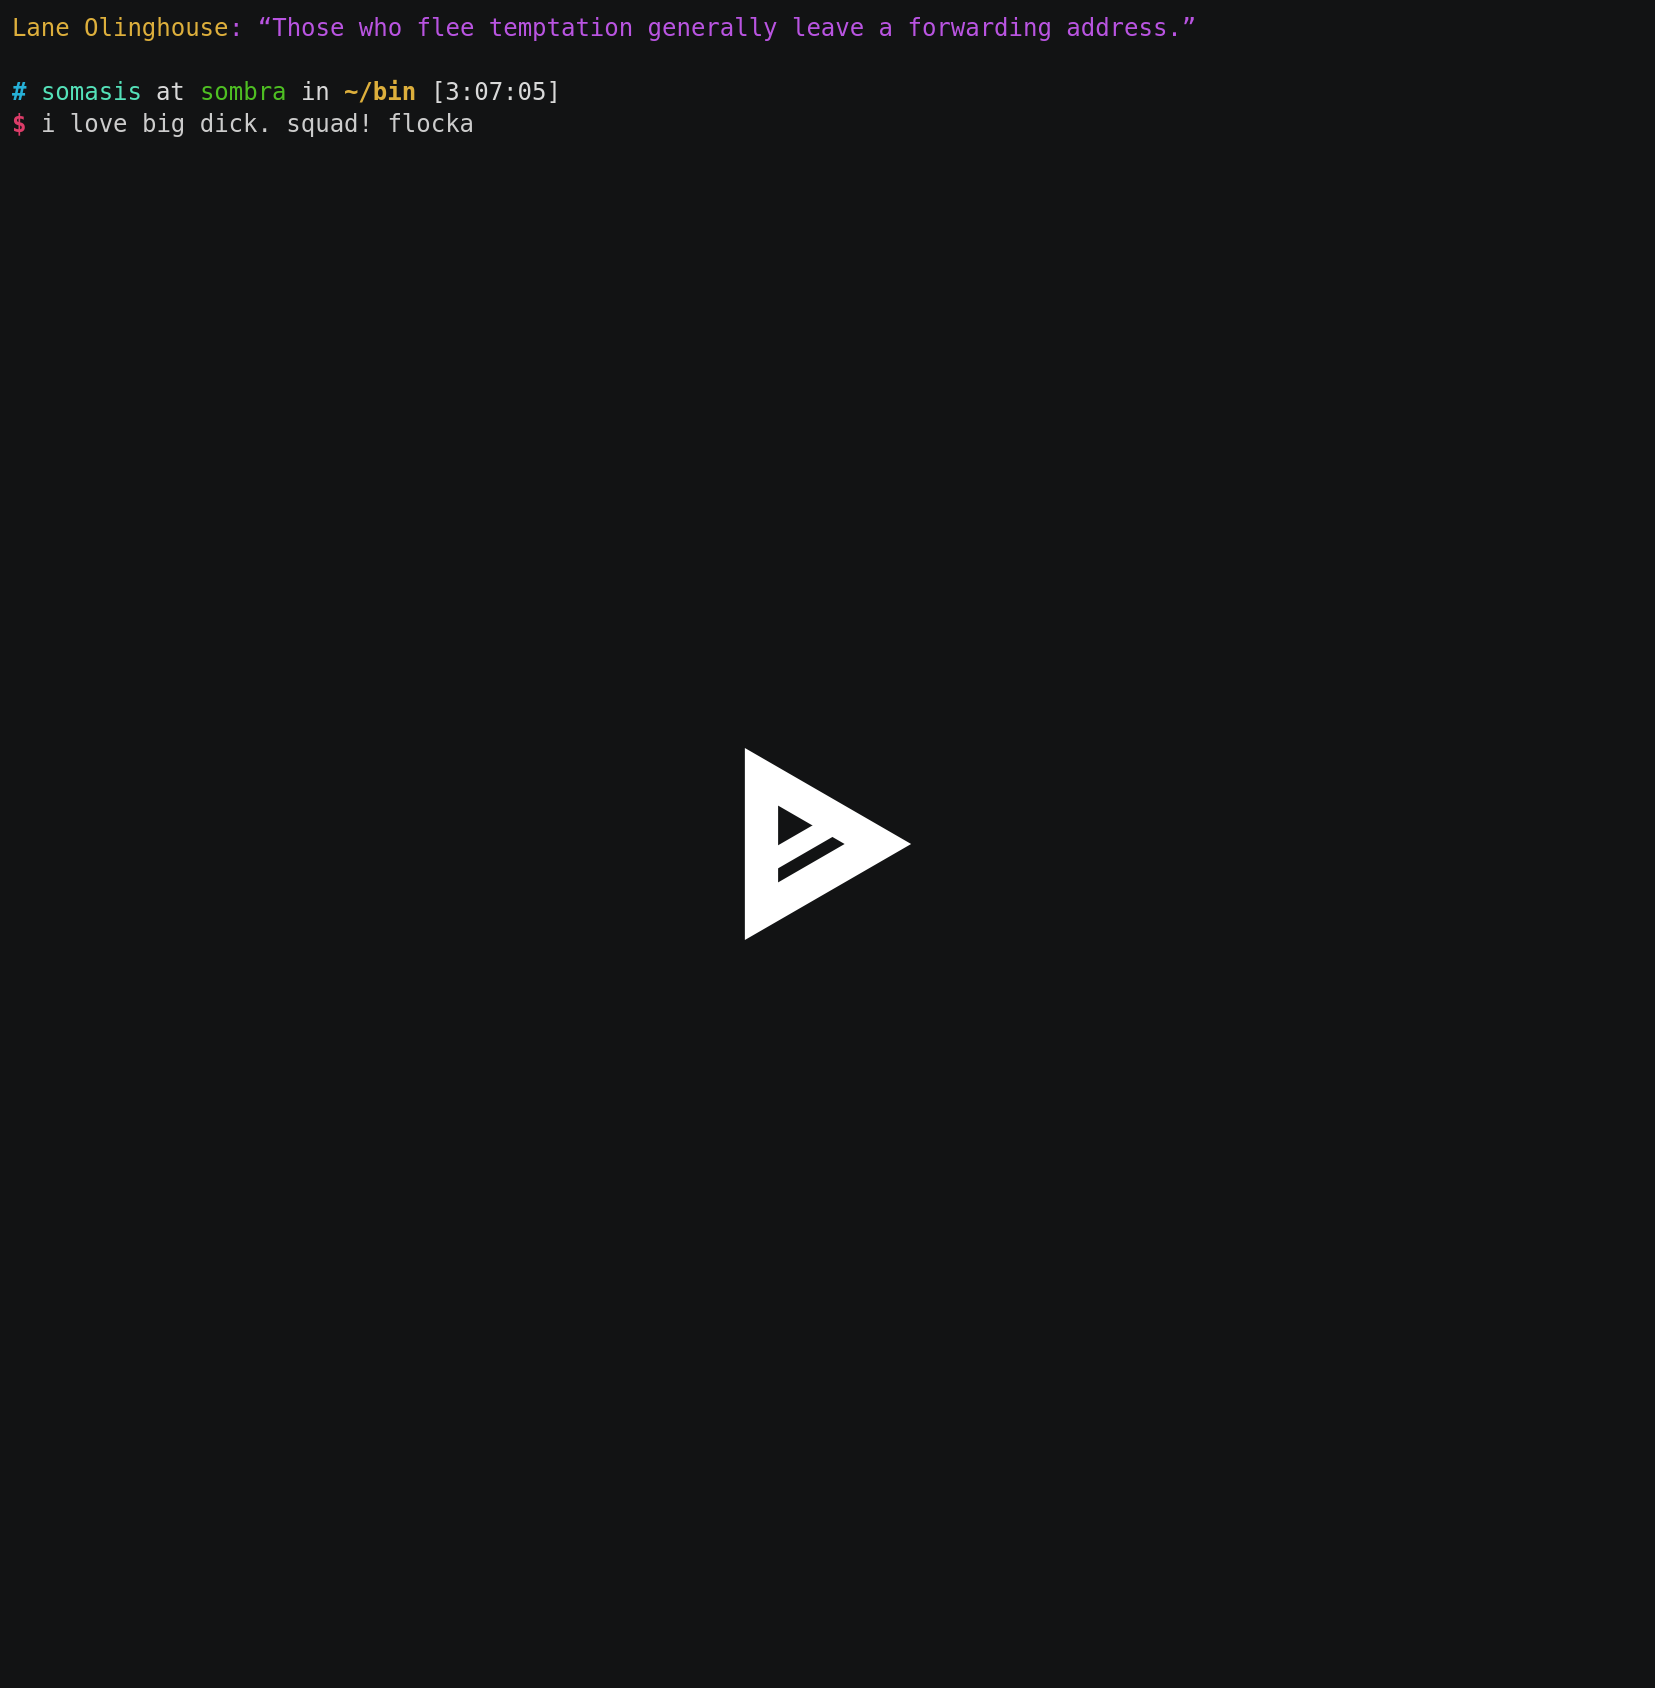 Lane Olinghouse: “Those who flee temptation generally leave a forwarding address.”
# somasis at sombra in ~/bin [3:07:05]
$ i love big dick. squad! flocka